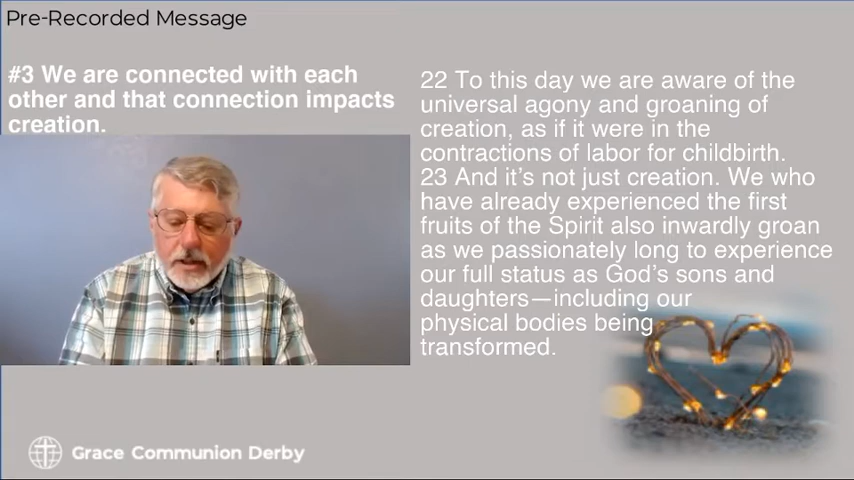 Pre-Recorded Message
#3 We are connected with each
other and that connection impacts
creation.
22 To this day we are aware of the
universal agony and groaning of
creation, as if it were in the
contractions of labor for childbirth.
23 And it's not just creation. We who
have already experienced the first
fruits of the Spirit also inwardly groan
as we passionately long to experience
our full status as God's sons and
daughters—including our
physical bodies being
transformed.
Grace Communion Derby